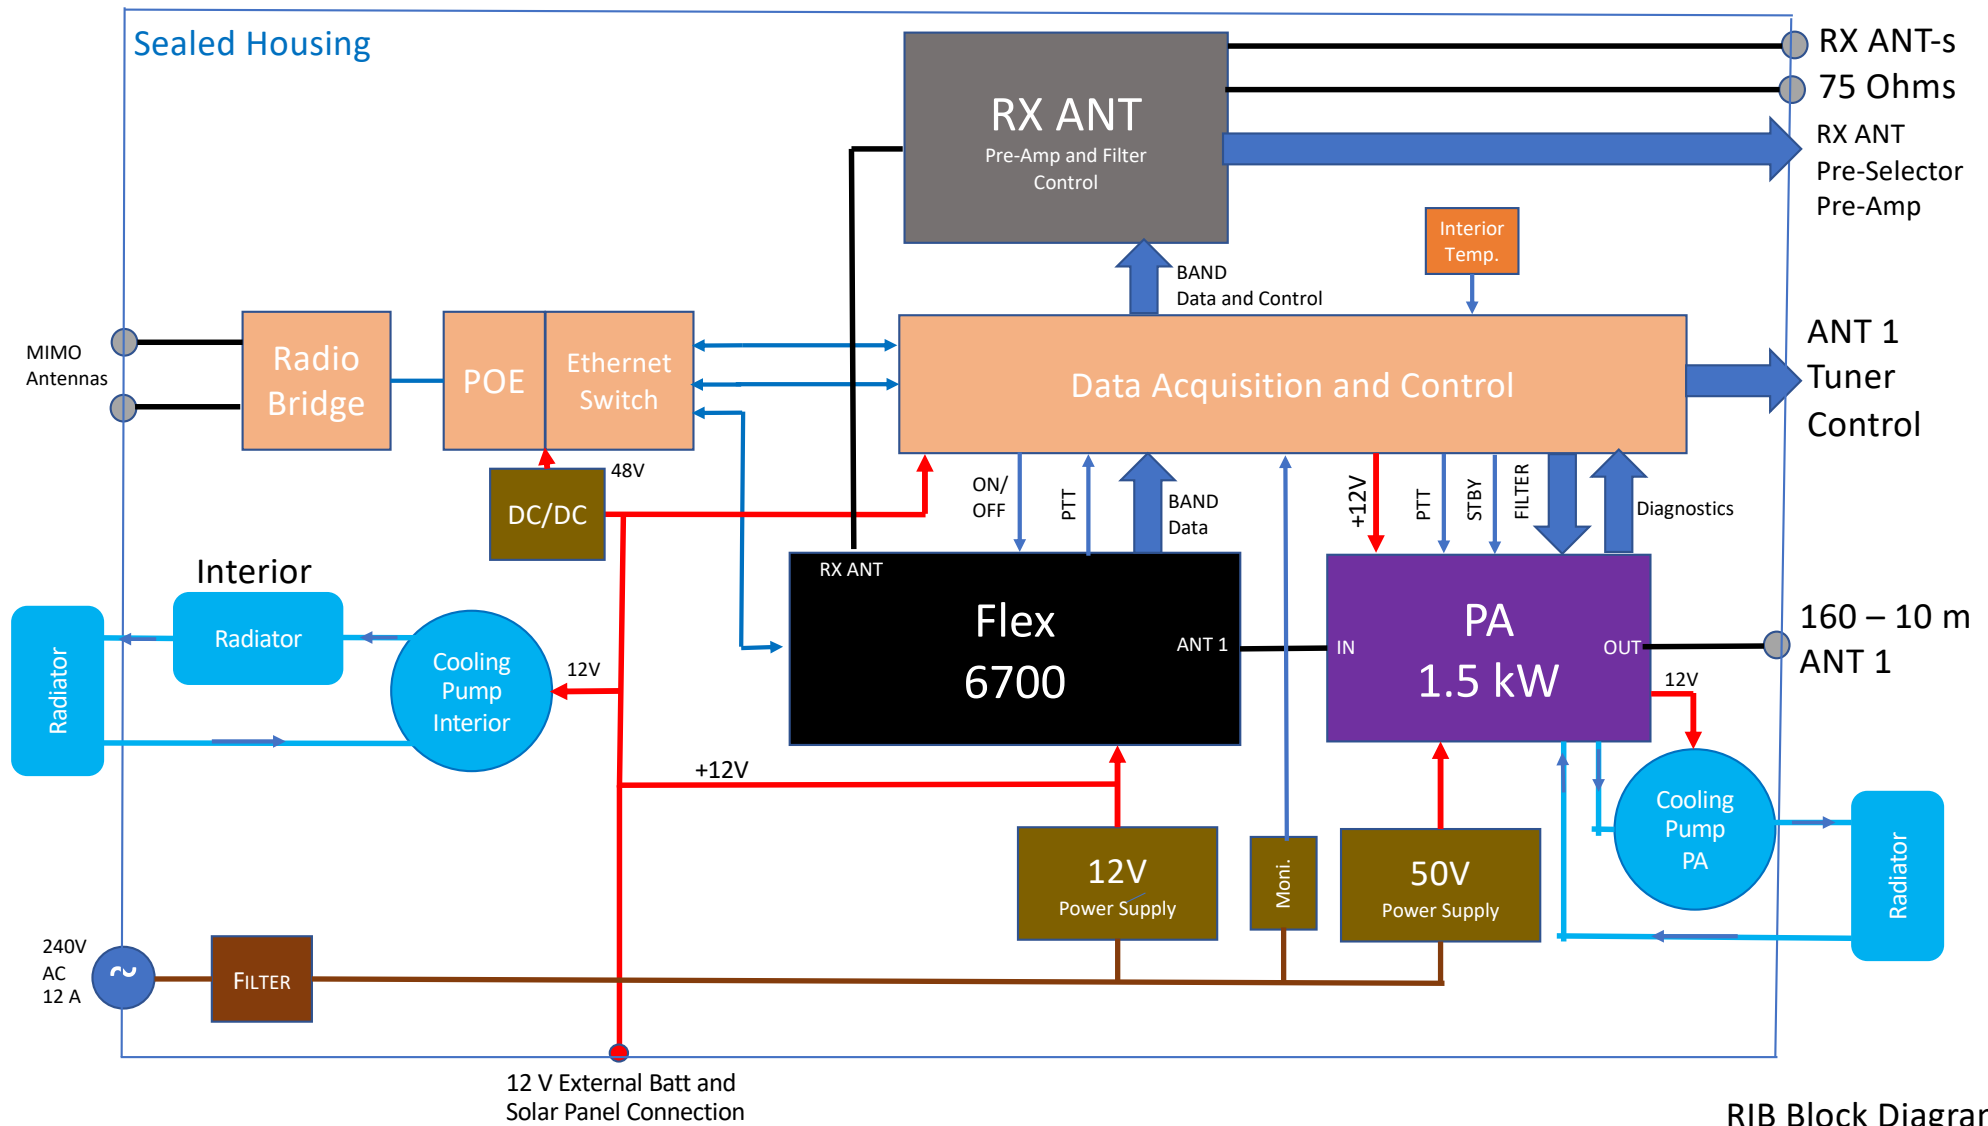 Sealed Housing
RX ANT-s
75 Ohms
RX ANT
Pre-Amp and Filter
Control
RX ANT
Pre-Selector
Pre-Amp
Interior
Temp.
BAND
Data and Control
MIMO
Antennas
Radio
Bridge
POE
Ethernet
Switch
Data Acquisition and Control
ANT 1
Tuner
Control
48V
DC/DC
ON/
OFF
PTT
BAND
Data
+12V
PTT
STBY
FILTER
Diagnostics
Interior
Radiator
Radiator
Cooling
Pump
Interior
12V
RX ANT
Flex
6700
ANT 1
IN
PA
1.5 kW
OUT
160 – 10 m
ANT 1
12V
+12V
12V
Power Supply
Moni.
50V
Power Supply
Cooling
Pump
PA
Radiator
240V
AC
12 A
~
FILTER
12 V External Batt and
Solar Panel Connection
RIB Block Diagram